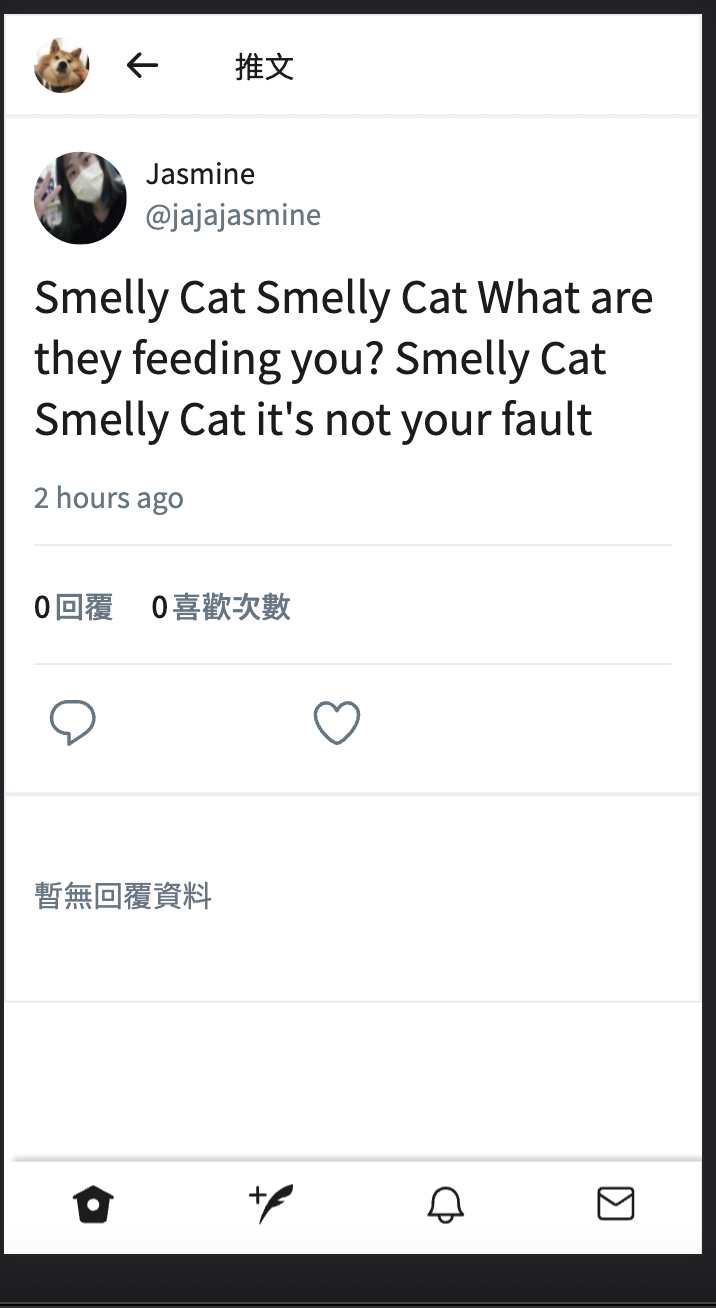 推文
Jasmine
@jajajasmine
Smelly Cat Smelly Cat What are
they feeding you? Smelly Cat
Smelly Cat it's not your fault
2 hours ago
0 回覆 0 喜歡次數
暫無回覆資料